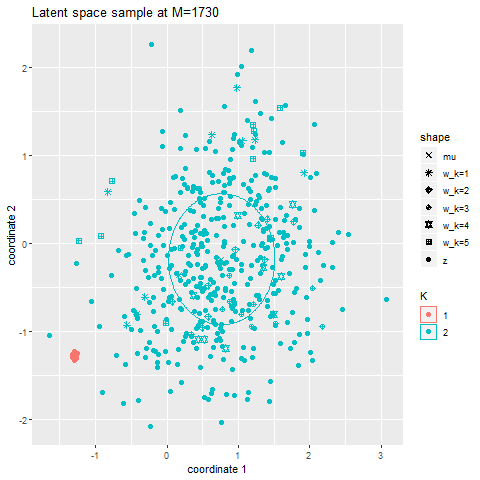 Latent space sample at M=1730
coordinate 2
2
1
0
-1
-2
-1
0
1
2
3
coordinate 1
shape
mu
w_k=1
w_k=2
w_k=3
w_k=4
w_k=5
z
K
1
2